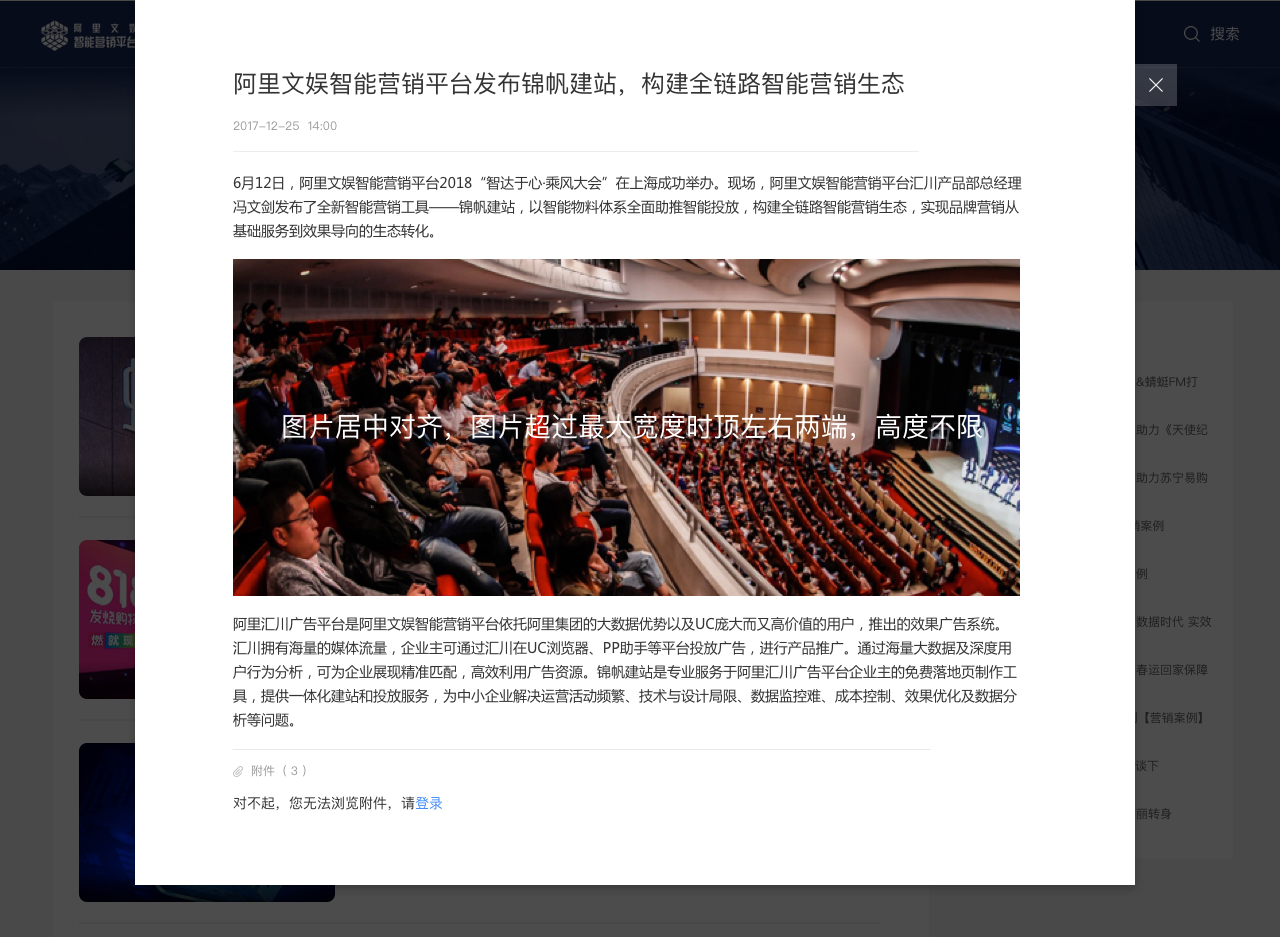 阿里文娱
智能营销平台
搜索
阿里文娱智能营销平台发布锦帆建站，构建全链路智能营销生态
2017-12-25 14:00
6月12日，阿里文娱智能营销平台2018“智达于心·乘风大会”在上海成功举办。现场，阿里文娱智能营销平台汇川产品部总经理
冯文剑发布了全新智能营销工具——锦帆建站，以智能物料体系全面助推智能投放，构建全链路智能营销生态，实现品牌营销从
基础服务到效果导向的生态转化。
图片居中对齐，图片超过最大宽度时顶左右两端，高度不限
阿里汇川广告平台是阿里文娱智能营销平台依托阿里集团的大数据优势以及UC庞大而又高价值的用户，推出的效果广告系统。
汇川拥有海量的媒体流量，企业主可通过汇川在UC浏览器、PP助手等平台投放广告，进行产品推广。通过海量大数据及深度用
户行为分析，可为企业展现精准匹配，高效利用广告资源。锦帆建站是专业服务于阿里汇川广告平台企业主的免费落地页制作工
具，提供一体化建站和投放服务，为中小企业解决运营活动频繁、技术与设计局限、数据监控难、成本控制、效果优化及数据分
析等问题。
附件（3）
对不起，您无法浏览附件，请登录
818
发烧购物
燃就现
&蜻蜓FM打
助力《天使纪
助力苏宁易购
销案例
例
数据时代 实效
春运回家保障
【营销案例】
谈下
丽转身